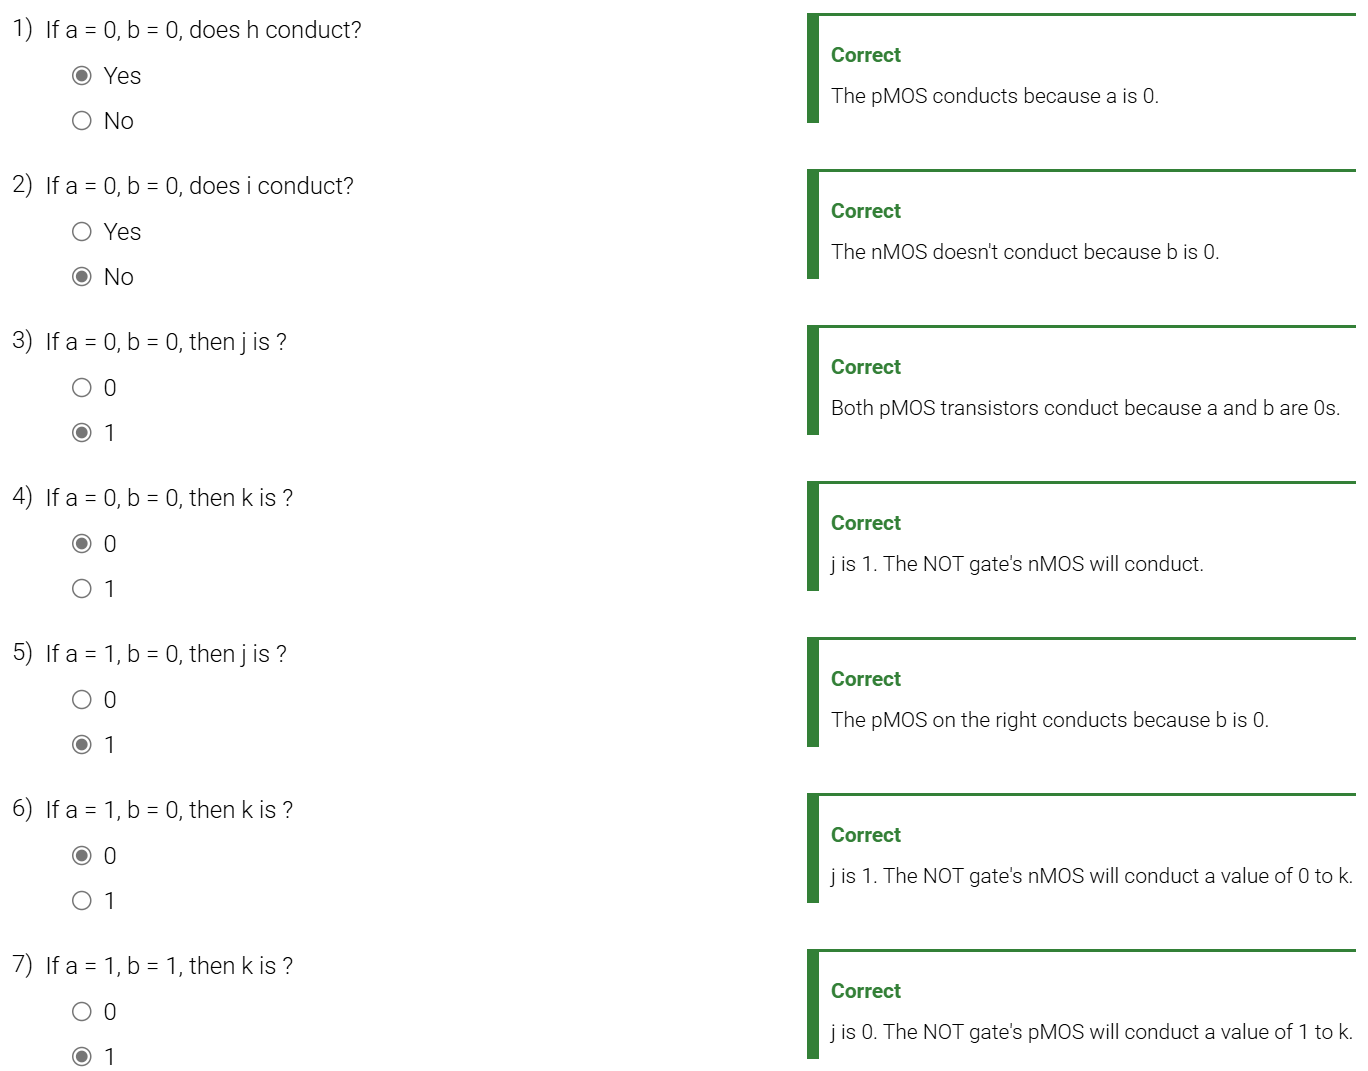 1) If a = 0, b = 0, does h conduct?
Yes
No
Correct
The pMOS conducts because a is 0.
2) If a = 0, b = 0, does i conduct?
Yes
No
Correct
The nMOS doesn't conduct because b is 0.
3) If a = 0, b = 0, then j is ?
0
1
Correct
Both pMOS transistors conduct because a and b are 0s.
4) If a = 0, b = 0, then k is ?
0
1
Correct
j is 1. The NOT gate's nMOS will conduct.
5) If a = 1, b = 0, then j is ?
0
1
Correct
The pMOS on the right conducts because b is 0.
6) If a = 1, b = 0, then k is ?
0
1
Correct
j is 1. The NOT gate's nMOS will conduct a value of 0 to k.
7) If a = 1, b = 1, then k is ?
0
1
Correct
j is 0. The NOT gate's pMOS will conduct a value of 1 to k.